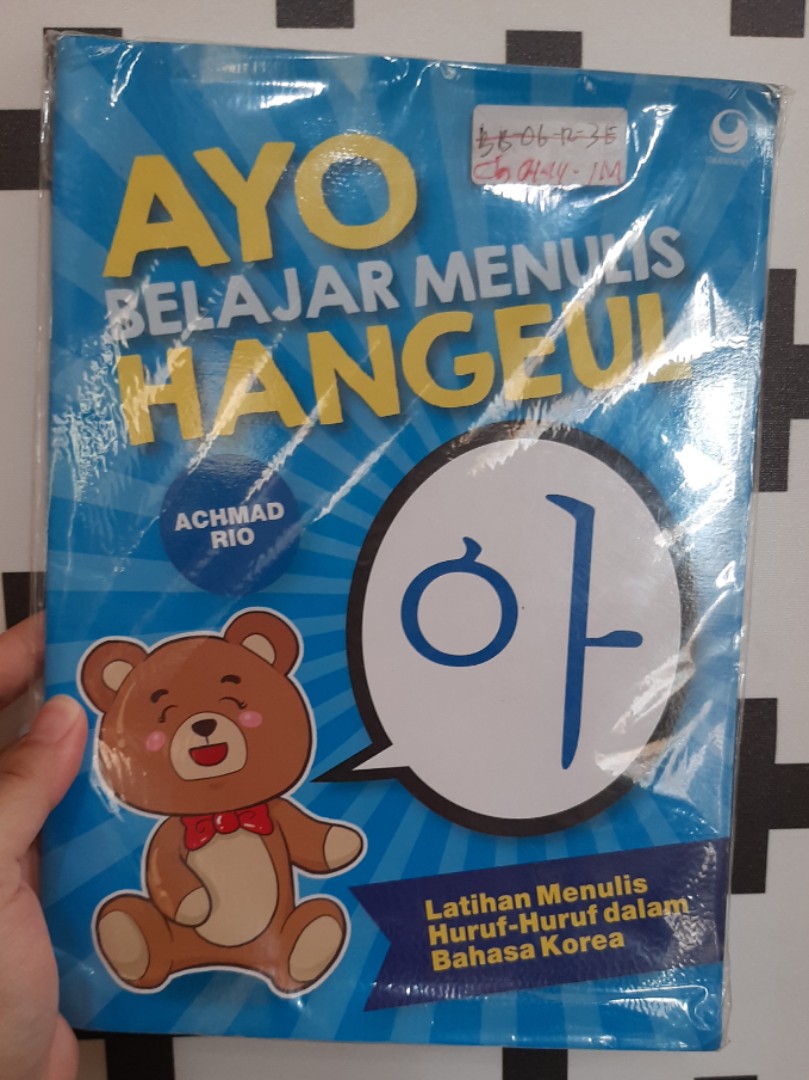 AYO
BELAJAR MENULIS
HANGEUL
ACHMAD
RIO
아
Latihan Menulis
Huruf-Huruf dalam
Bahasa Korea